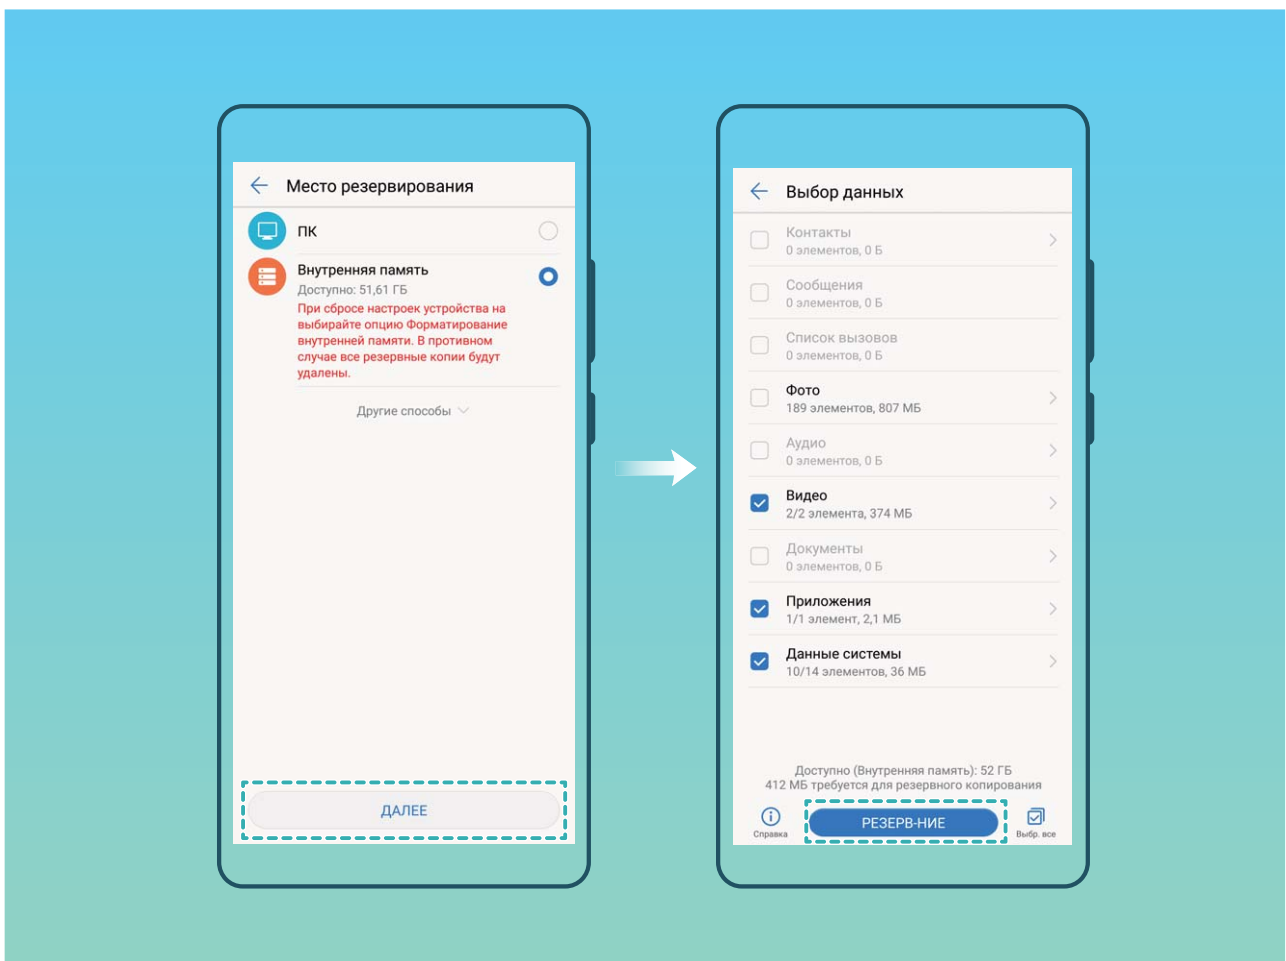 Место резервирования
ПК
Внутренняя память
Доступно: 51,61 ГБ
При сбросе настроек устройства на
выбирайте опцию Форматирование
внутренней памяти. В противном
случае все резервные копии будут
удалены.
Другие способы
ДАЛЕЕ
Выбор данных
Контакты
0 элементов, 0 Б
Сообщения
0 элементов, 0 Б
Список вызовов
0 элементов, 0 Б
Фото
189 элементов, 807 МБ
Аудио
0 элементов, 0 Б
Видео
2/2 элемента, 374 МБ
Документы
0 элементов, 0 Б
Приложения
1/1 элемент, 2,1 МБ
Данные системы
10/14 элементов, 36 МБ
Доступно (Внутренняя память): 52 ГБ
412 МБ требуется для резервного копирования
Справка
РЕЗЕРВ-НИЕ
Выбр. все